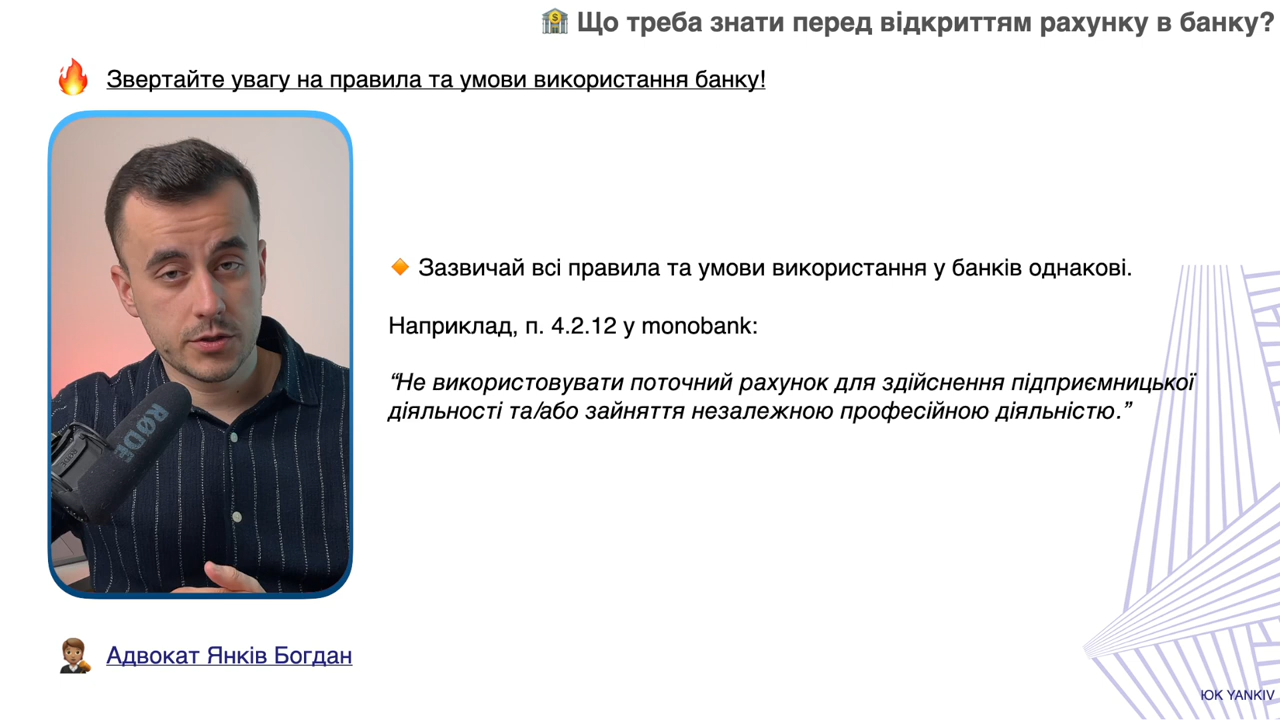 Що треба знати перед відкриттям рахунку в банку?
Звертайте увагу на правила та умови використання банку!
Зазвичай всі правила та умови використання у банків однакові.
Наприклад, п. 4.2.12 у monobank:
“Не використовувати поточний рахунок для здійснення підприємницької
діяльності та/або зайняття незалежною професійною діяльністю.”
RØDE
Адвокат Янків Богдан
ЮК YANKIV